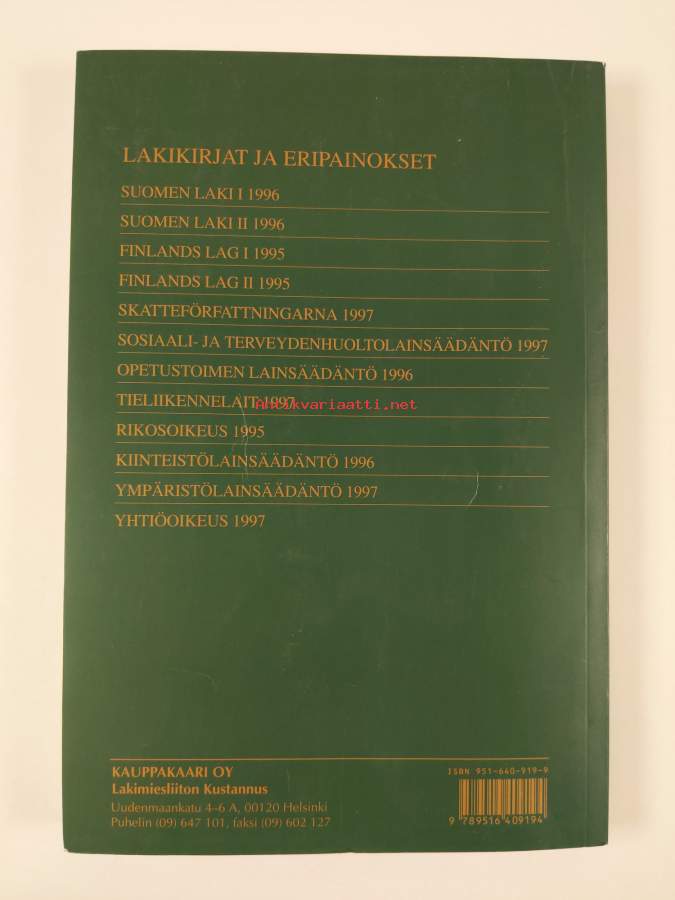 LAKIKIRJAT JA ERIPAINOKSET
SUOMEN LAKI I 1996
SUOMEN LAKI II 1996
FINLANDS LAG I 1995
FINLANDS LAG II 1995
SKATTEFÖRFATTNINGARNA 1997
SOSIAALI- JA TERVEYDENHUOLTOLAINSÄÄDÄNTÖ 1997
OPETUSTOIMEN LAINSÄÄDÄNTÖ 1996
TIELIIKENNELAIT 1997
Antikvariaatti.net
RIKOSOIKEUS 1995
KIINTEISTÖLAINSÄÄDÄNTÖ 1996
YMPÄRISTÖLAINSÄÄDÄNTÖ 1997
YHTIÖOIKEUS 1997
KAUPPAKAARI OY
Lakimiesliiton Kustannus
Uudenmaankatu 4–6 A, 00120 Helsinki
Puhelin (09) 647 101, faksi (09) 602 127
ISBN 951-640-919-9
9 789516 409194